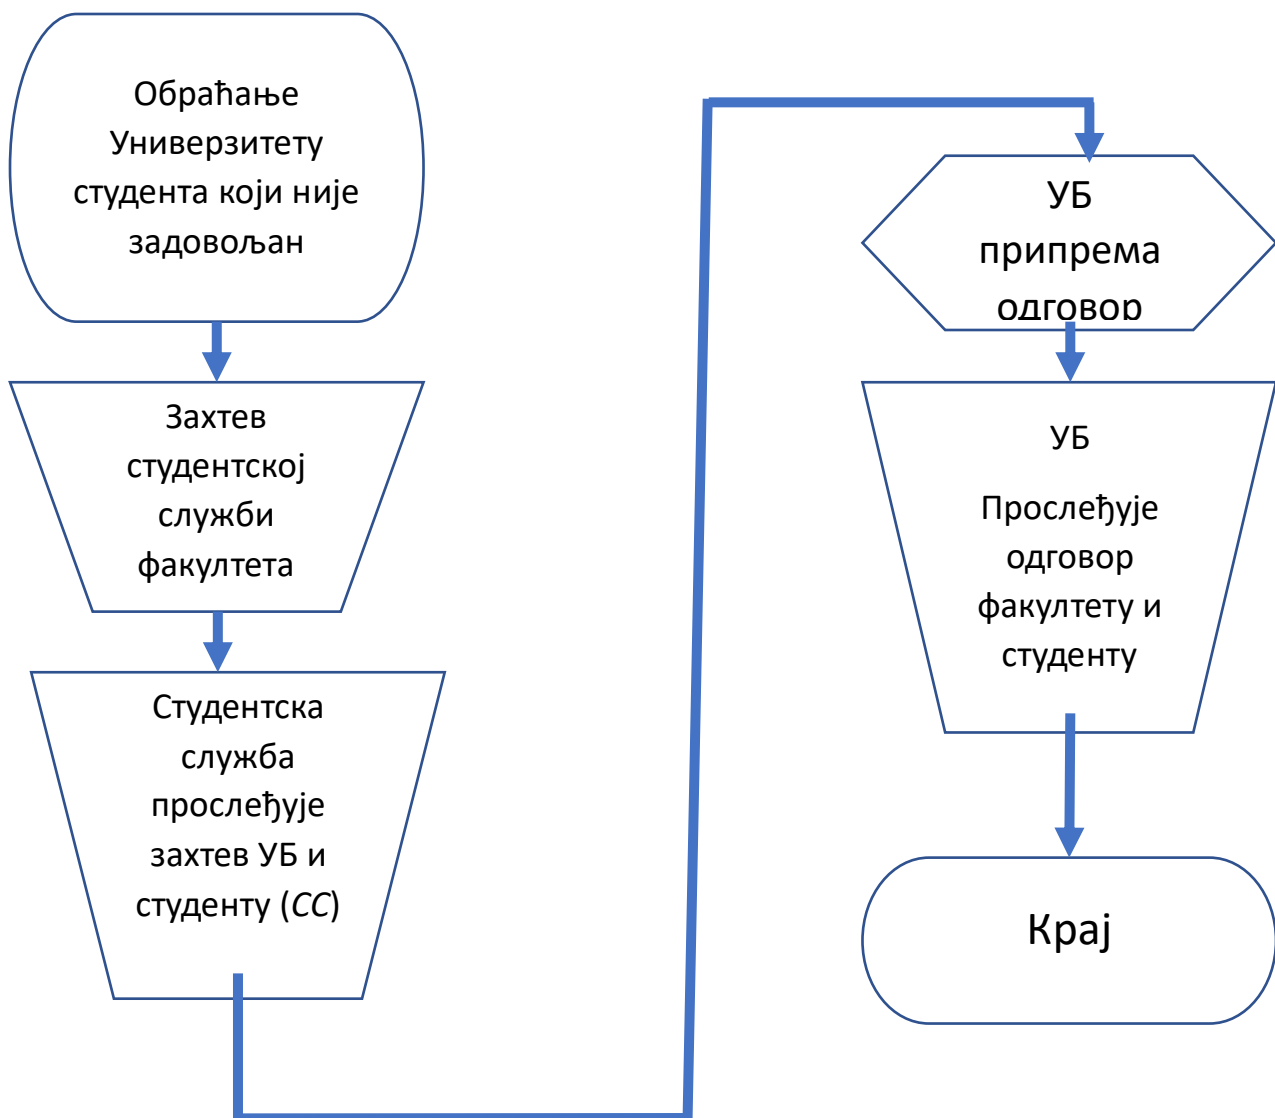 Обраћање
Универзитету
студента који није
задовољан
Захтев
студентској
служби
факултета
Студентска
служба
прослеђује
захтев УБ и
студенту (СС)
УБ
припрема
одговор
УБ
Прослеђује
одговор
факултету и
студенту
Крај